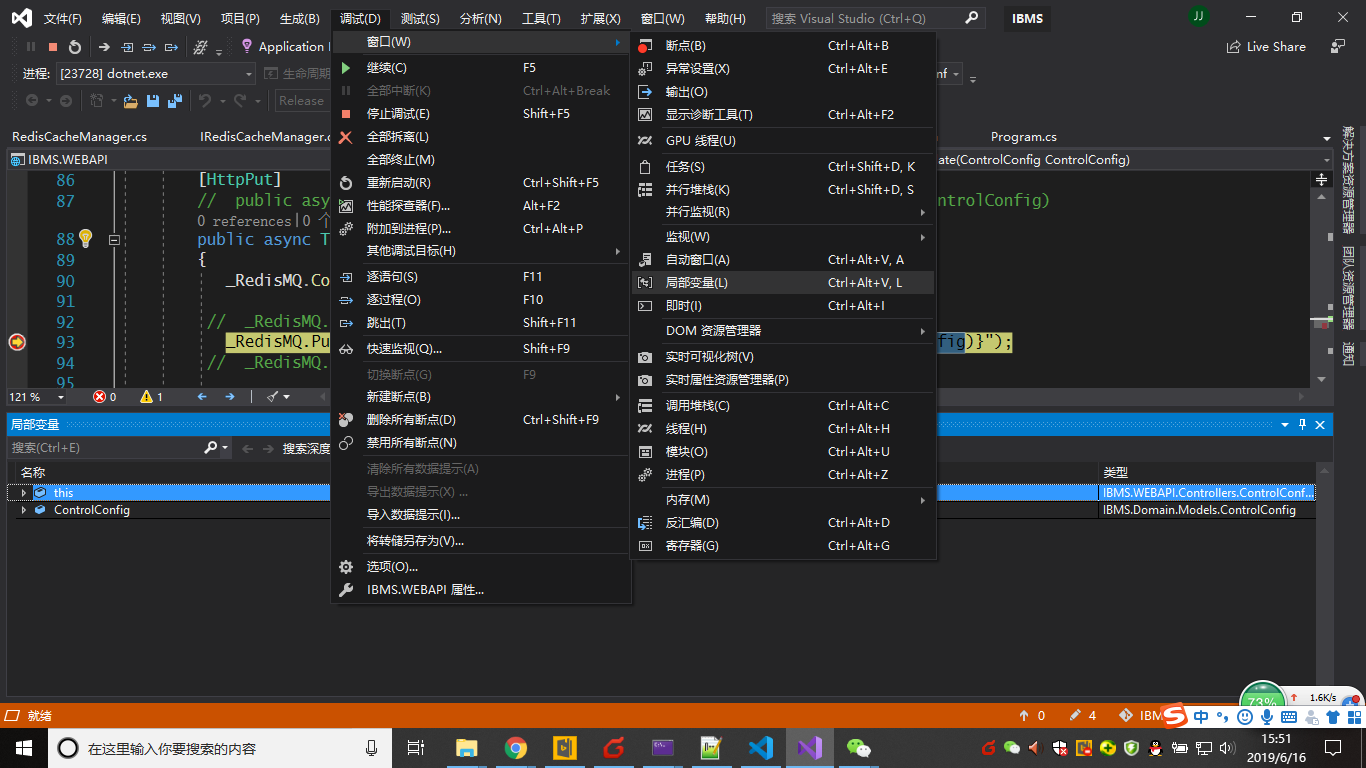 文件(F) 编辑(E) 视图(V) 项目(P) 生成(B) 调试(D) 测试(S) 分析(N) 工具(T) 扩展(X) 窗口(W) 帮助(H) 搜索 Visual Studio (Ctrl+Q) IBMS JJ
Application
Live Share
进程: [23728] dotnet.exe 生命周期
Release
RedisCacheManager.cs IRedisManager. Program.cs
IBMS.WEBAPI
ate(ControlConfig ControlConfig)
86 [HttpPut]
87 // public asy
ntrolConfig)
0 references|0 个
88 public async T
89 {
90 _RedisMQ.Co
91
92 // _RedisMQ.
93 _RedisMQ.Pu
fig)}");
94 // _RedisMQ.
95
121 % 0 1
窗口(W)
继续(C) F5
全部中断(K) Ctrl+Alt+Break
停止调试(E) Shift+F5
全部拆离(L)
全部终止(M)
重新启动(R) Ctrl+Shift+F5
性能探查器(F)... Alt+F2
附加到进程(P)... Ctrl+Alt+P
其他调试目标(H)
逐语句(S) F11
逐过程(O) F10
跳出(T) Shift+F11
快速监视(Q)... Shift+F9
切换断点(G) F9
新建断点(B)
删除所有断点(D) Ctrl+Shift+F9
禁用所有断点(N)
清除所有数据提示(A)
导出数据提示(X) ...
导入数据提示(I)...
将转储另存为(V)...
选项(O)...
IBMS.WEBAPI 属性...
断点(B) Ctrl+Alt+B
异常设置(X) Ctrl+Alt+E
输出(O)
显示诊断工具(T) Ctrl+Alt+F2
GPU 线程(U)
任务(S) Ctrl+Shift+D, K
并行堆栈(K) Ctrl+Shift+D, S
并行监视(R)
监视(W)
自动窗口(A) Ctrl+Alt+V, A
局部变量(L) Ctrl+Alt+V, L
即时(I) Ctrl+Alt+I
DOM 资源管理器
实时可视化树(V)
实时属性资源管理器(P)
调用堆栈(C) Ctrl+Alt+C
线程(H) Ctrl+Alt+H
模块(O) Ctrl+Alt+U
进程(P) Ctrl+Alt+Z
内存(M)
反汇编(D) Ctrl+Alt+D
寄存器(G) Ctrl+Alt+G
解决方案资源管理器
团队资源管理器
通知
局部变量
搜索(Ctrl+E) 搜索深度
名称 类型
this IBMS.WEBAPI.Controllers.ControlConf...
ControlConfig IBMS.Domain.Models.ControlConfig
73% 1.6K/s
就绪 0 4 IBM
中
在这里输入你要搜索的内容
15:51
2019/6/16